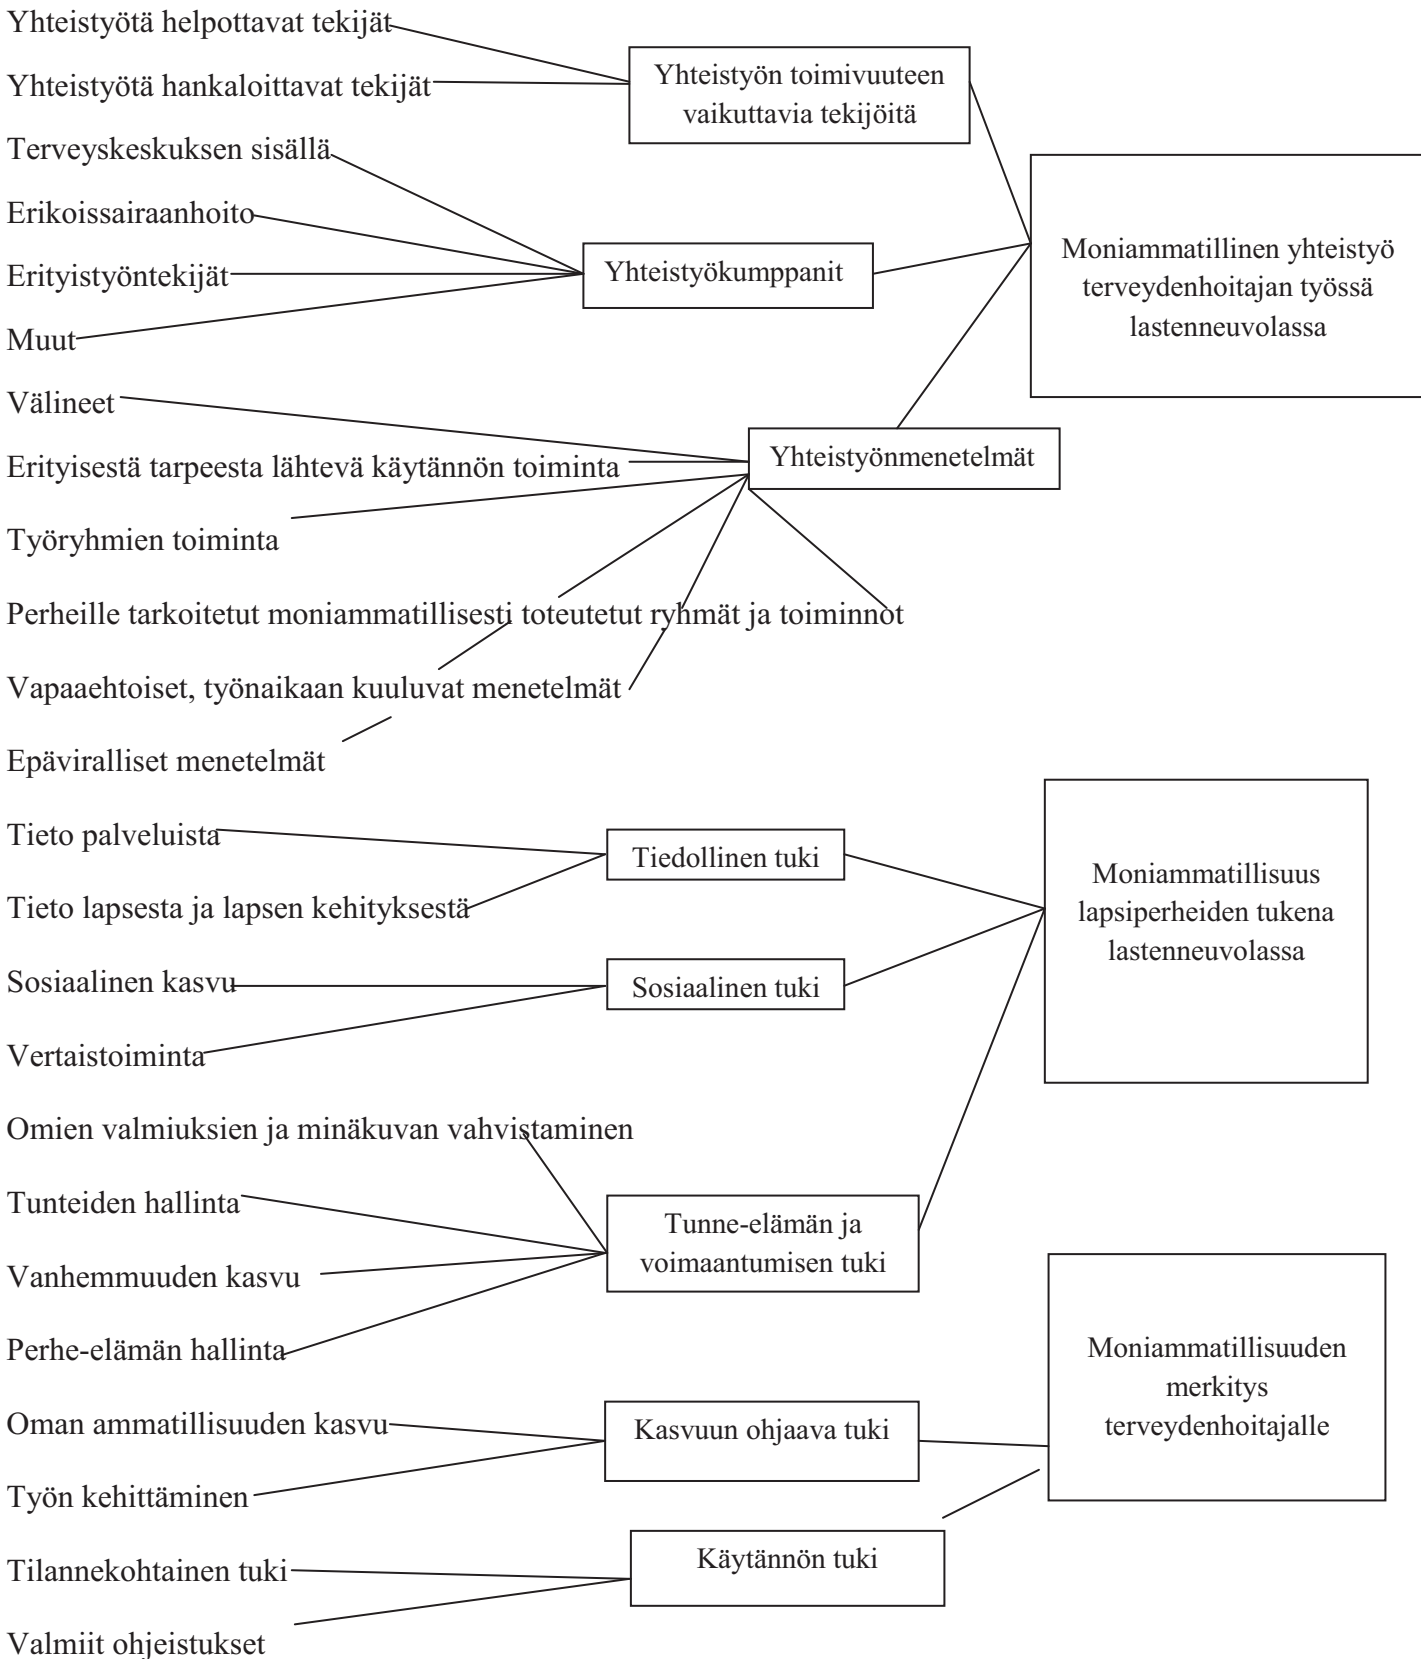 Yhteistyötä helpottavat tekijät
Yhteistyötä hankaloittavat tekijät
Terveyskeskuksen sisällä
Erikoissairaanhoito
Erityistyöntekijät
Muut
Välineet
Erityisestä tarpeesta lähtevä käytännön toiminta
Työryhmien toiminta
Perheille tarkoitetut moniammatillisesti toteutetut ryhmät ja toiminnot
Vapaaehtoiset, työnaikaan kuuluvat menetelmät
Epäviralliset menetelmät
Tieto palveluista
Tieto lapsesta ja lapsen kehityksestä
Sosiaalinen kasvu
Vertaistoiminta
Omien valmiuksien ja minäkuvan vahvistaminen
Tunteiden hallinta
Vanhemmuuden kasvu
Perhe-elämän hallinta
Oman ammatillisuuden kasvu
Työn kehittäminen
Tilannekohtainen tuki
Valmiit ohjeistukset
Yhteistyön toimivuuteen
vaikuttavia tekijöitä
Yhteistyökumppanit
Yhteistyönmenetelmät
Tiedollinen tuki
Sosiaalinen tuki
Tunne-elämän ja
voimaantumisen tuki
Kasvuun ohjaava tuki
Käytännön tuki
Moniammatillinen yhteistyö
terveydenhoitajan työssä
lastenneuvolassa
Moniammatillisuus
lapsiperheiden tukena
lastenneuvolassa
Moniammatillisuuden
merkitys
terveydenhoitajalle